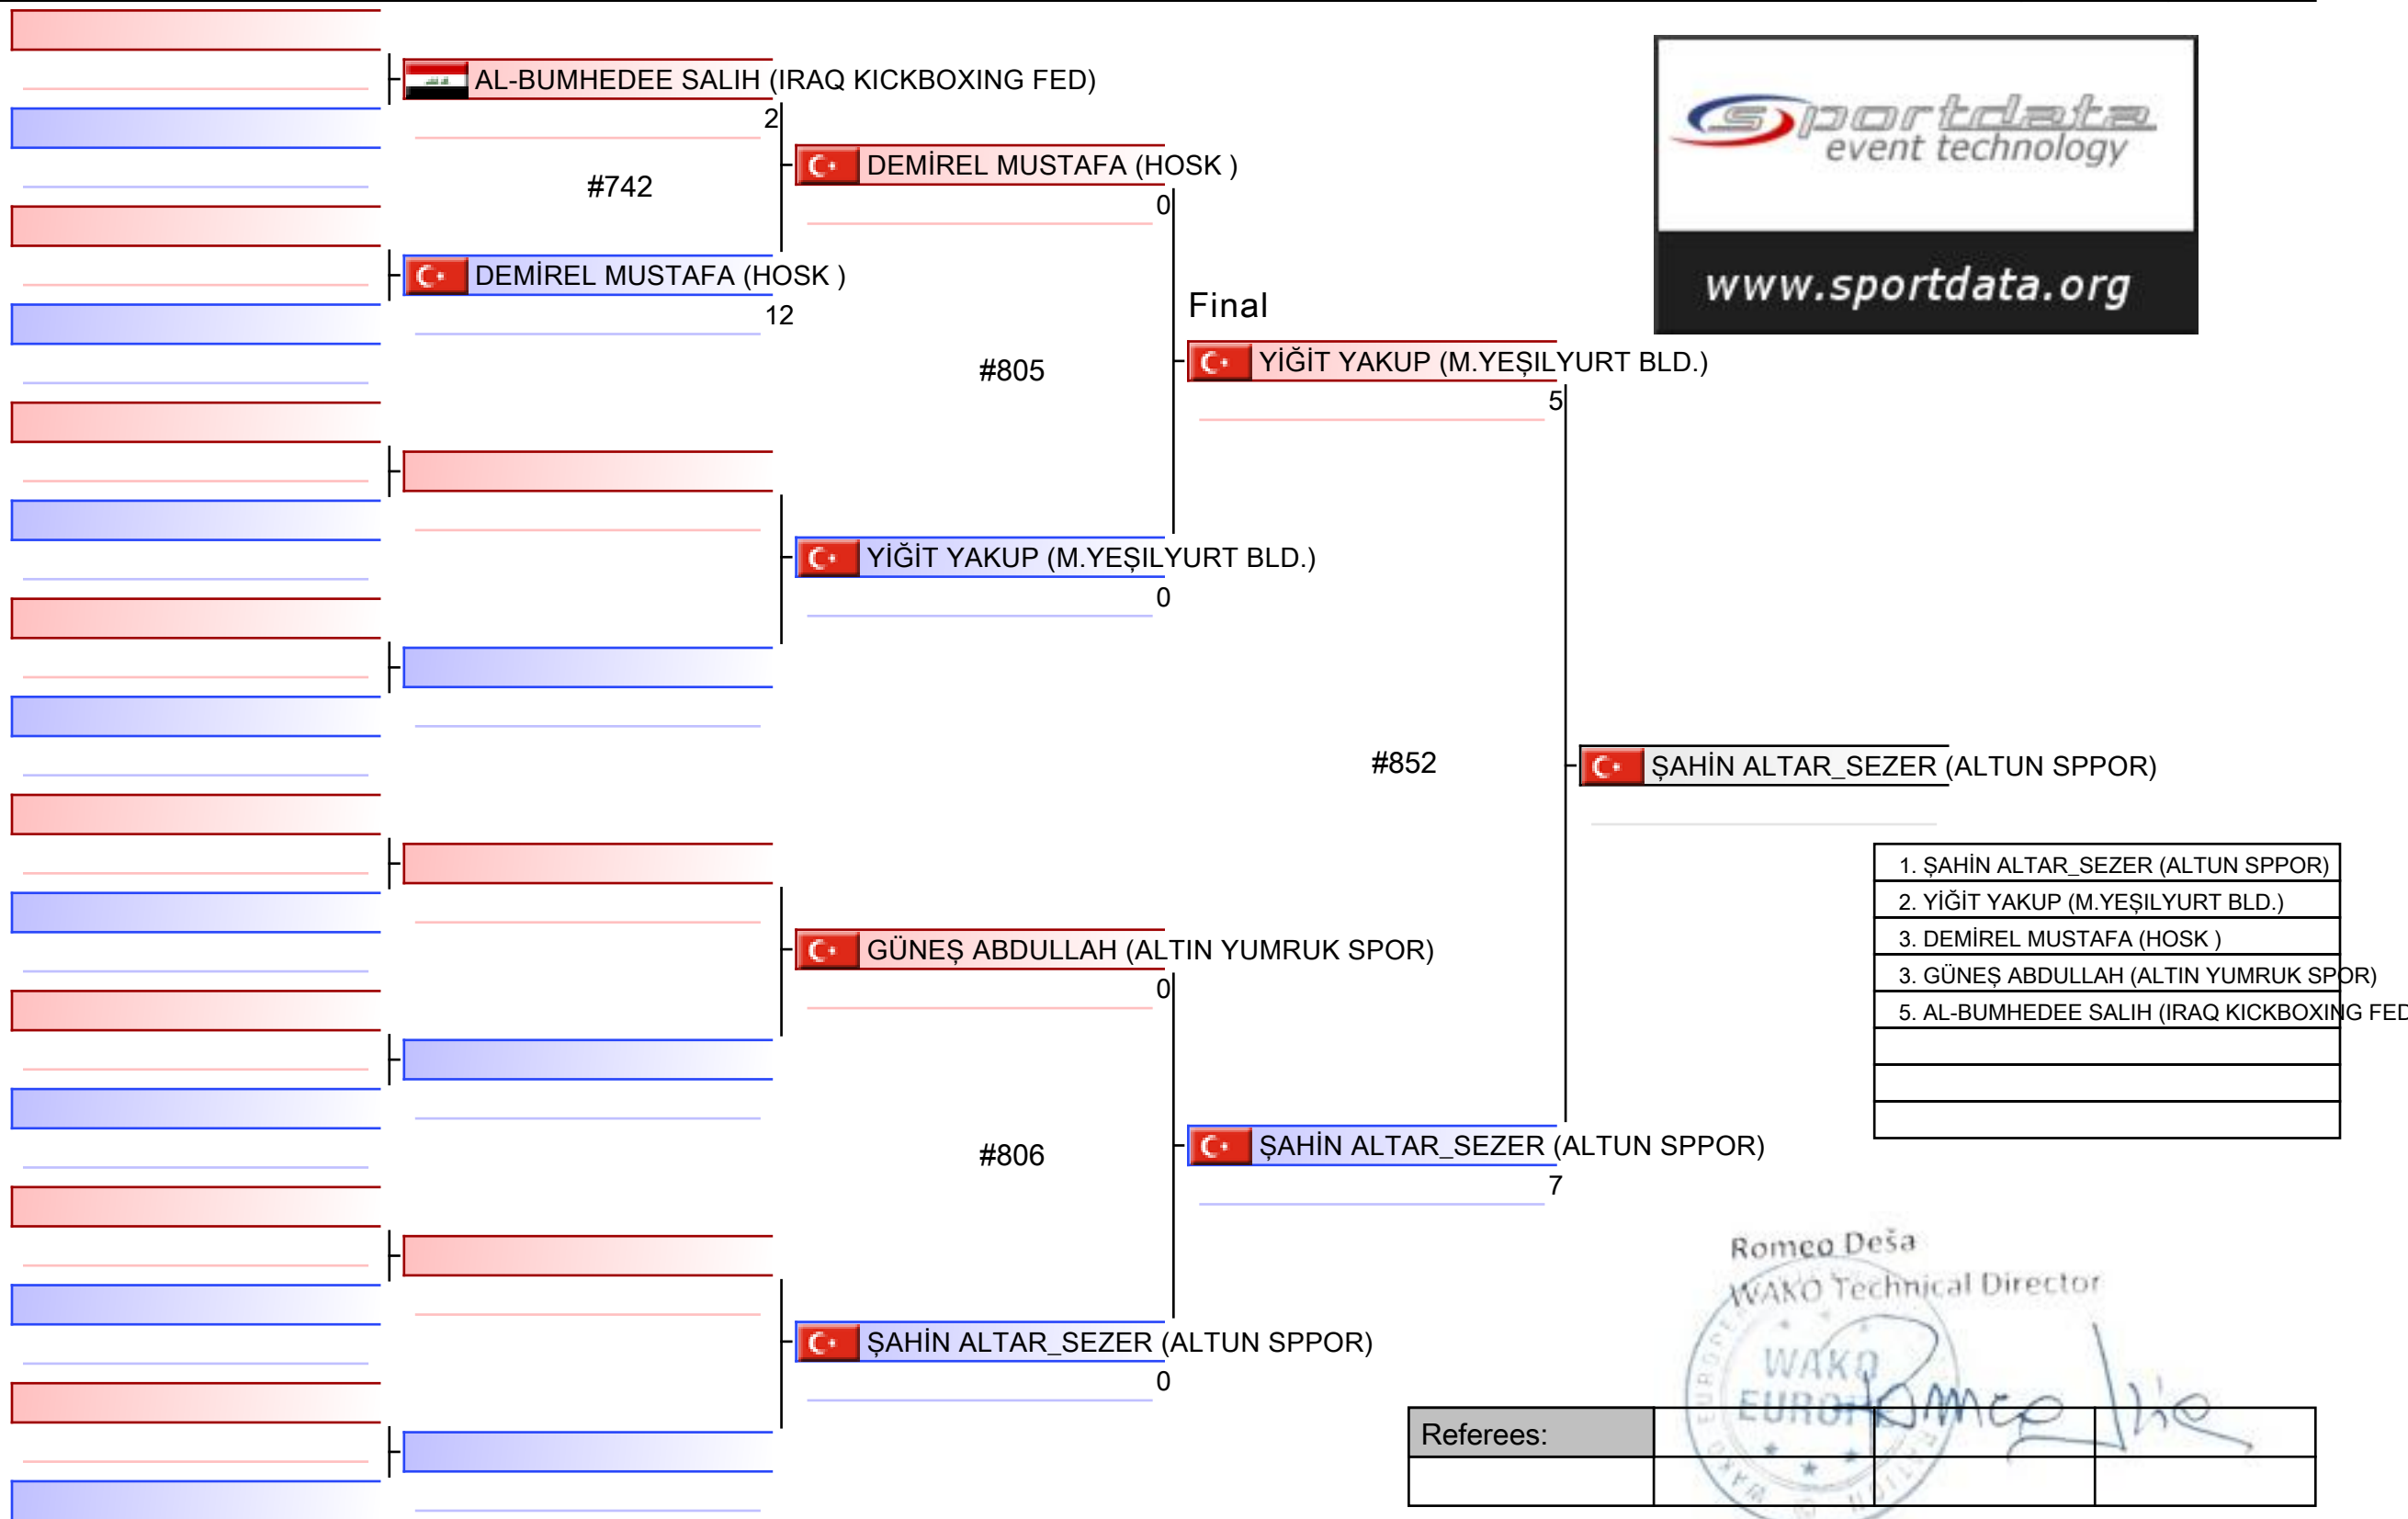 AL-BUMHEDEE SALIH (IRAQ KICKBOXING FED)
2
#742
DEMİREL MUSTAFA (HOSK )
12
DEMİREL MUSTAFA (HOSK )
0
#805
YİĞİT YAKUP (M.YEŞILYURT BLD.)
0
GÜNEŞ ABDULLAH (ALTIN YUMRUK SPOR)
0
#806
ŞAHİN ALTAR_SEZER (ALTUN SPPOR)
0
Final
YİĞİT YAKUP (M.YEŞILYURT BLD.)
5
#852
ŞAHİN ALTAR_SEZER (ALTUN SPPOR)
7
ŞAHİN ALTAR_SEZER (ALTUN SPPOR)
sportdata
event technology
www.sportdata.org
1. ŞAHİN ALTAR_SEZER (ALTUN SPPOR)
2. YİĞİT YAKUP (M.YEŞILYURT BLD.)
3. DEMİREL MUSTAFA (HOSK )
3. GÜNEŞ ABDULLAH (ALTIN YUMRUK SPOR)
5. AL-BUMHEDEE SALIH (IRAQ KICKBOXING FED
Romeo Deša
WAKO Technical Director
WAKO
EUROPE
Referees: